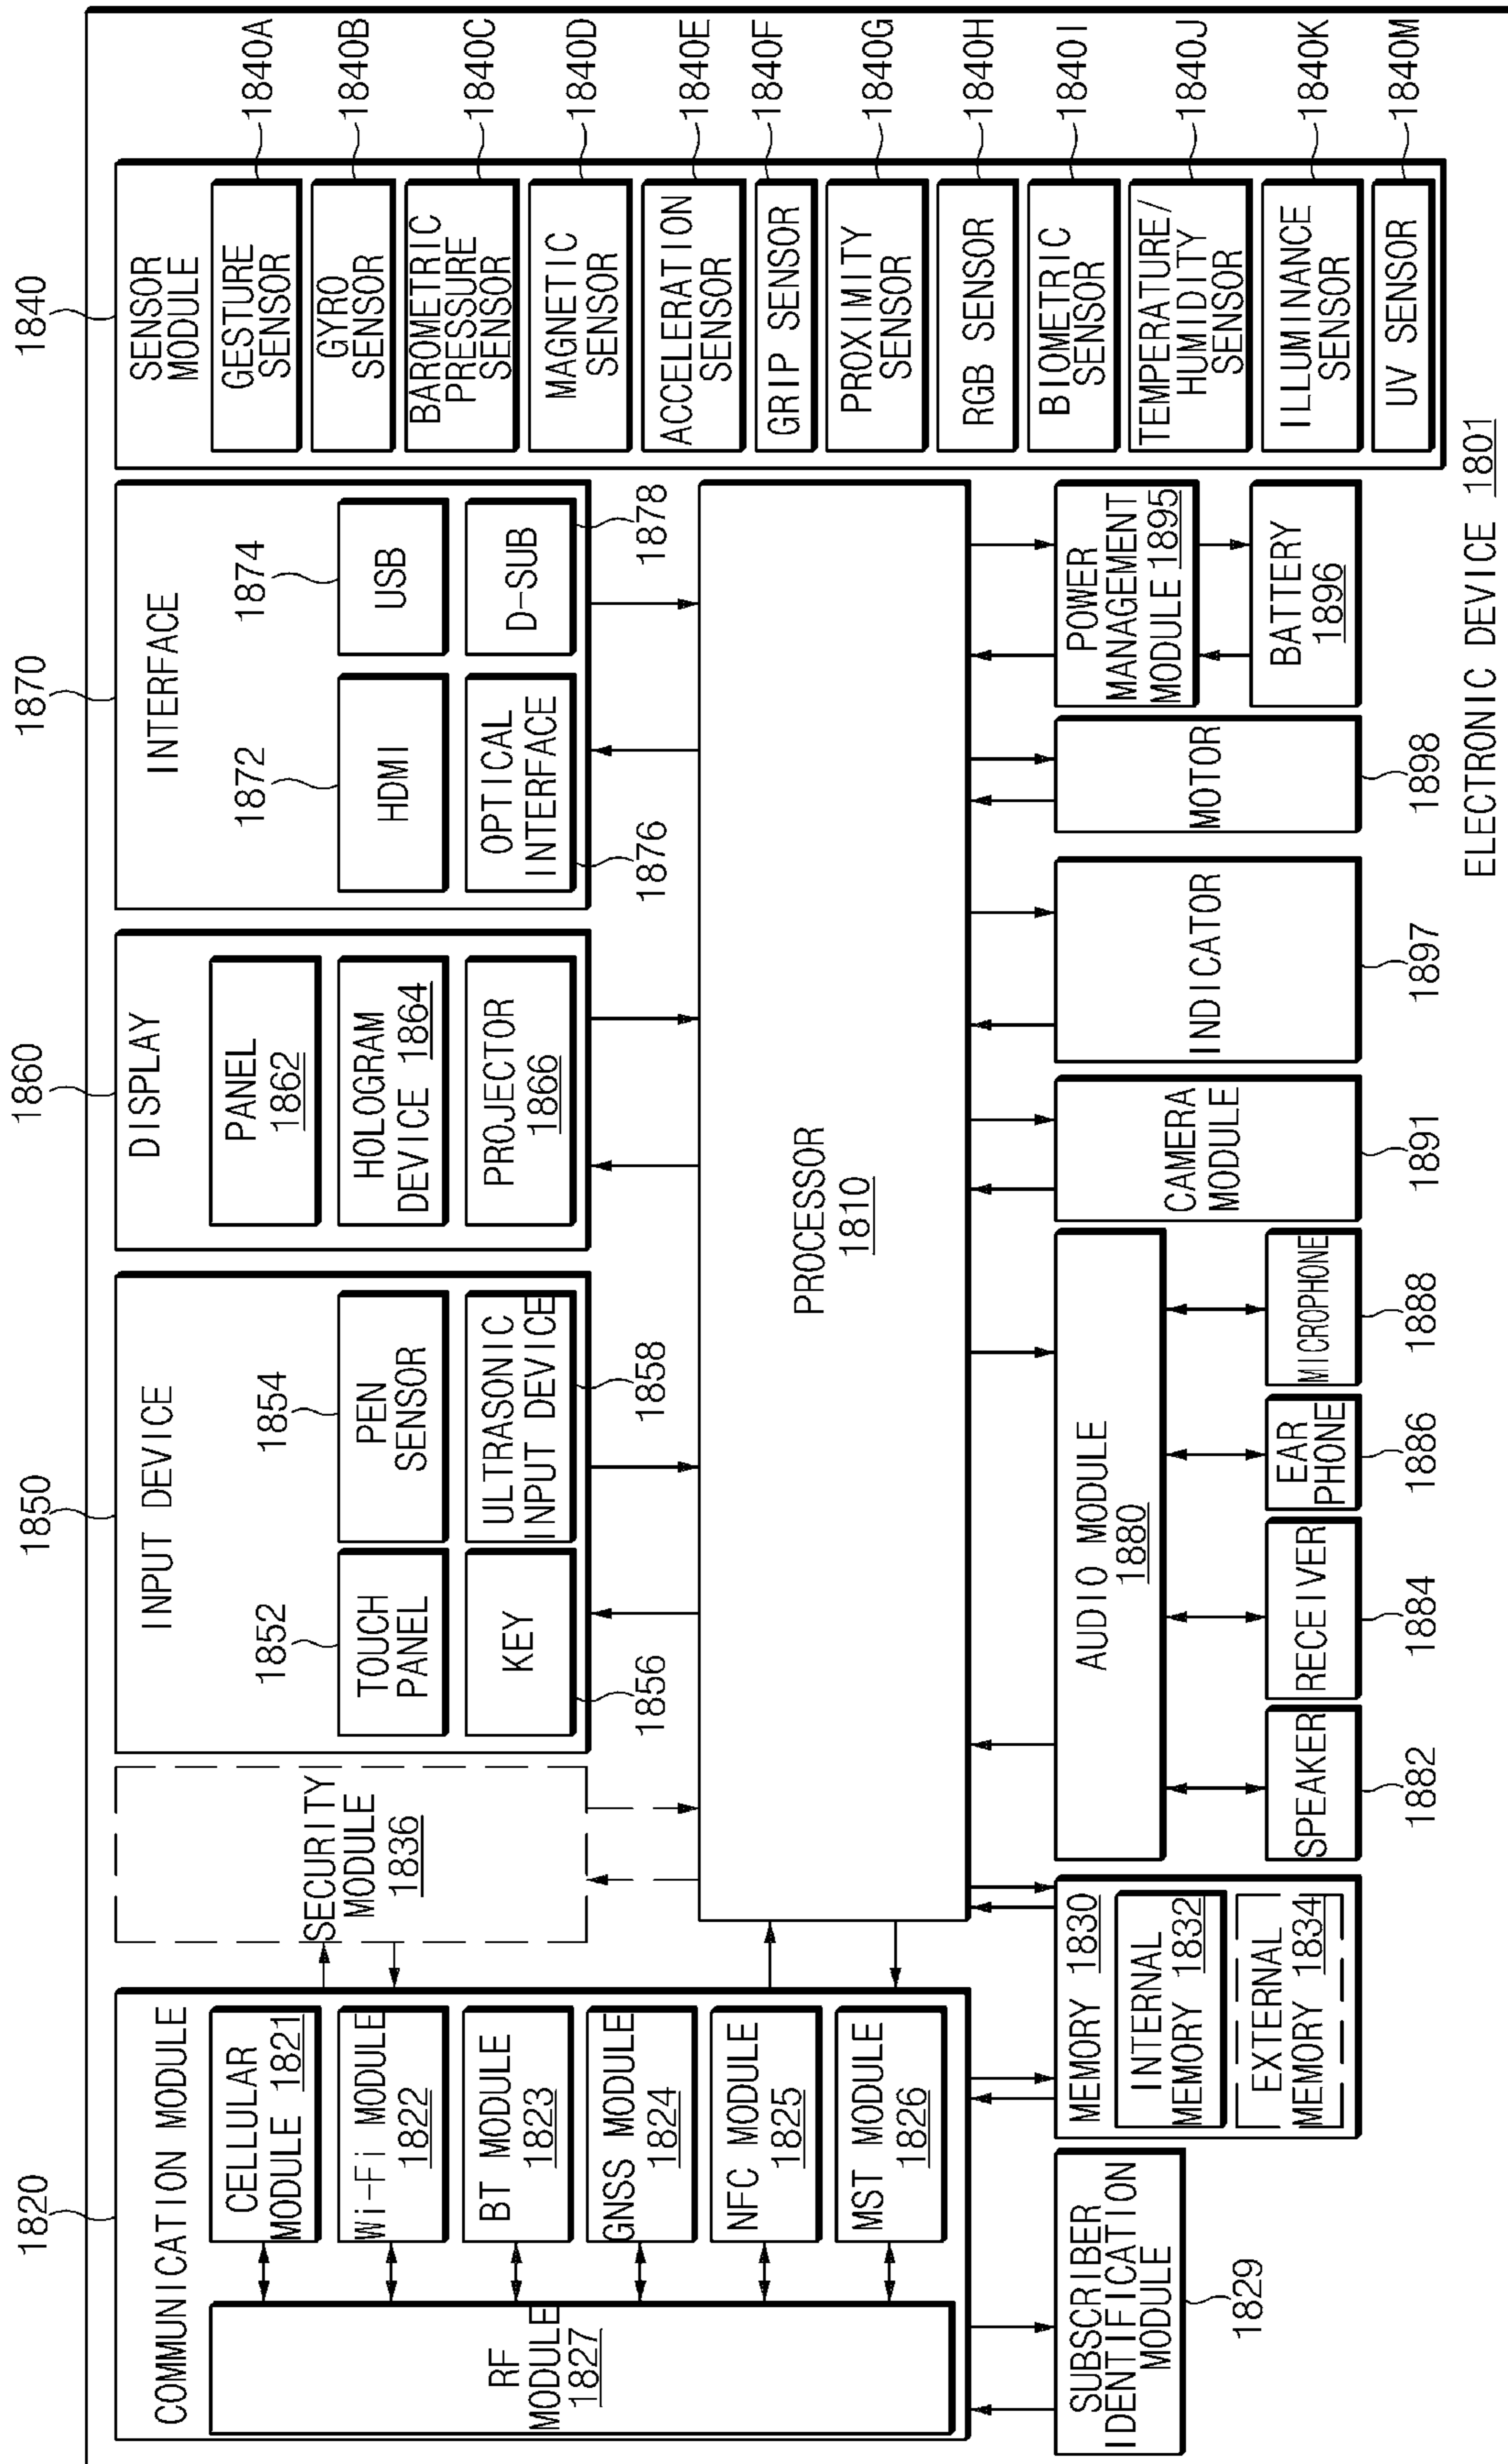 1820
COMMUNICATION MODULE
CELLULAR
MODULE 1821
Wi-Fi MODULE
1822
BT MODULE
1823
GNSS MODULE
1824
NFC MODULE
1825
MST MODULE
1826
RF
MODULE
1827
SUBSCRIBER
IDENTIFICATION
MODULE
1829
SECURITY
MODULE
1836
MEMORY 1830
INTERNAL
MEMORY 1832
EXTERNAL
MEMORY 1834
1850
INPUT DEVICE
1852
1854
TOUCH
PANEL
PEN
SENSOR
KEY
ULTRASONIC
INPUT DEVICE
1856
1858
1860
DISPLAY
PANEL
1862
HOLOGRAM
DEVICE 1864
PROJECTOR
1866
1870
INTERFACE
1872
1874
HDMI
USB
OPTICAL
INTERFACE
D-SUB
1876
1878
1840
SENSOR
MODULE
GESTURE
SENSOR
1840A
GYRO
SENSOR
1840B
BAROMETRIC
PRESSURE
SENSOR
1840C
MAGNETIC
SENSOR
1840D
ACCELERATION
SENSOR
1840E
GRIP SENSOR
1840F
PROXIMITY
SENSOR
1840G
RGB SENSOR
1840H
BIOMETRIC
SENSOR
1840I
TEMPERATURE/
HUMIDITY
SENSOR
1840J
ILLUMINANCE
SENSOR
1840K
UV SENSOR
1840M
PROCESSOR
1810
AUDIO MODULE
1880
SPEAKER
RECEIVER
EAR
PHONE
MICROPHONE
1882
1884
1886
1888
CAMERA
MODULE
1891
INDICATOR
1897
MOTOR
1898
POWER
MANAGEMENT
MODULE 1895
BATTERY
1896
ELECTRONIC DEVICE 1801